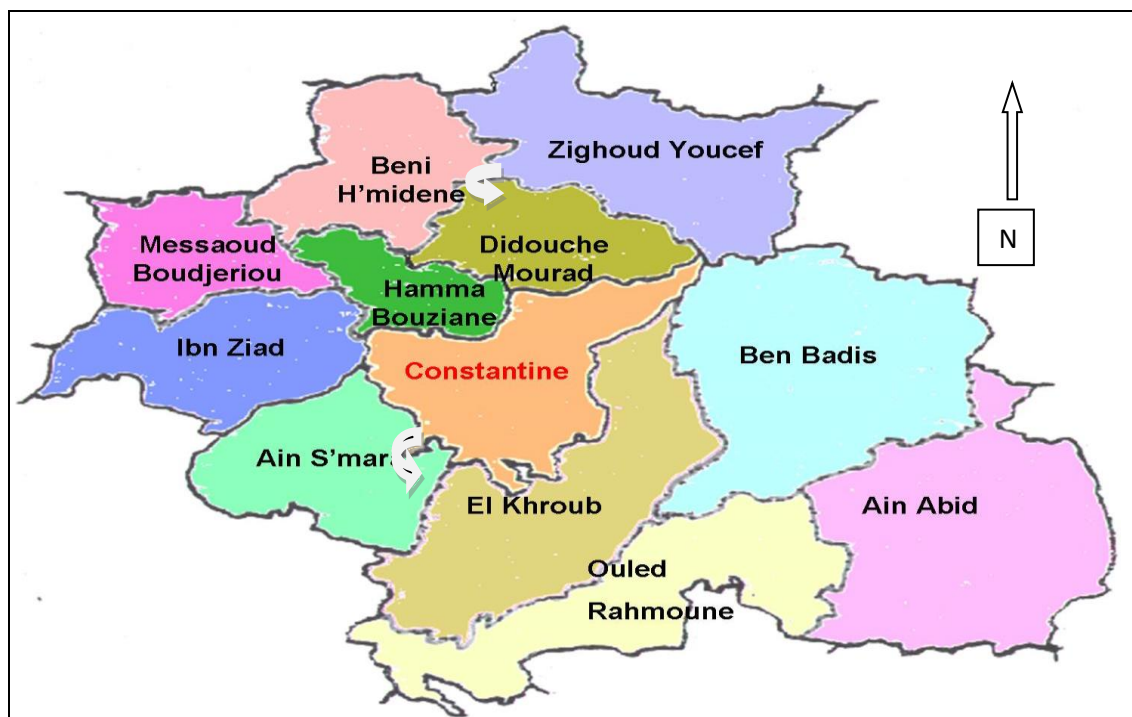 Zighoud Youcef
Beni
H’midene
Didouche
Mourad
N
Messaoud
Boudjeriou
Hamma
Bouziane
Ibn Ziad
Ben Badis
Constantine
Ain S’mara
El Khroub
Ain Abid
Ouled
Rahmoune